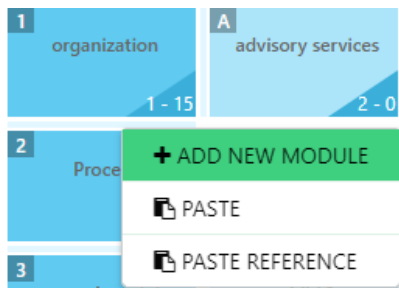 1
organization
1 - 15
A
advisory services
2 - 0
2
Proce
ADD NEW MODULE
PASTE
PASTE REFERENCE
3